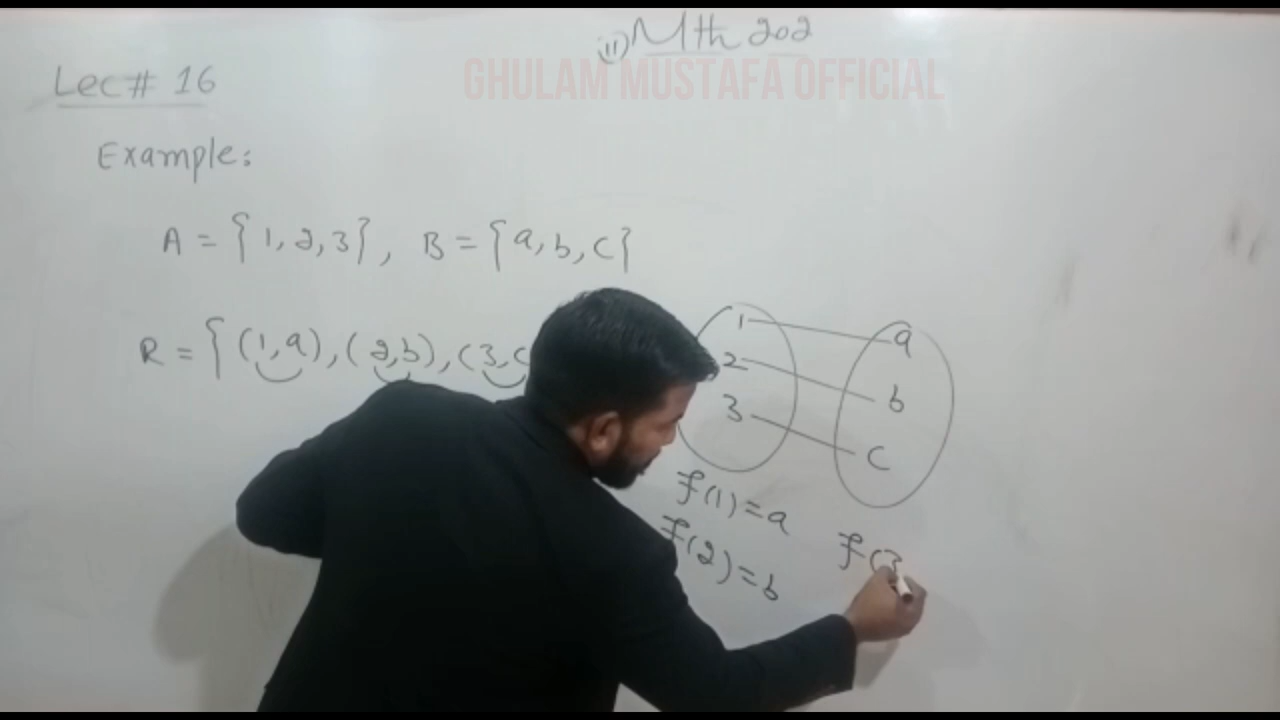 (11) Mth 202
GHULAM MUSTAFA OFFICIAL
Lec# 16
Example:
A = { 1, 2, 3 }, B = { a, b, c }
R = { (1, a), (2, b), (3, c
1 a
2 b
3 c
f(1) = a
f(2) = b
f(3